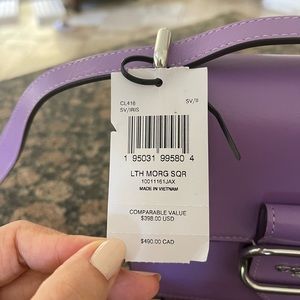 CL416 SV/II
SV/IRIS
1 95031 99580 4
LTH MORG SQR
10011161JAX
MADE IN VIETNAM
COMPARABLE VALUE
$398.00 USD
$490.00 CAD